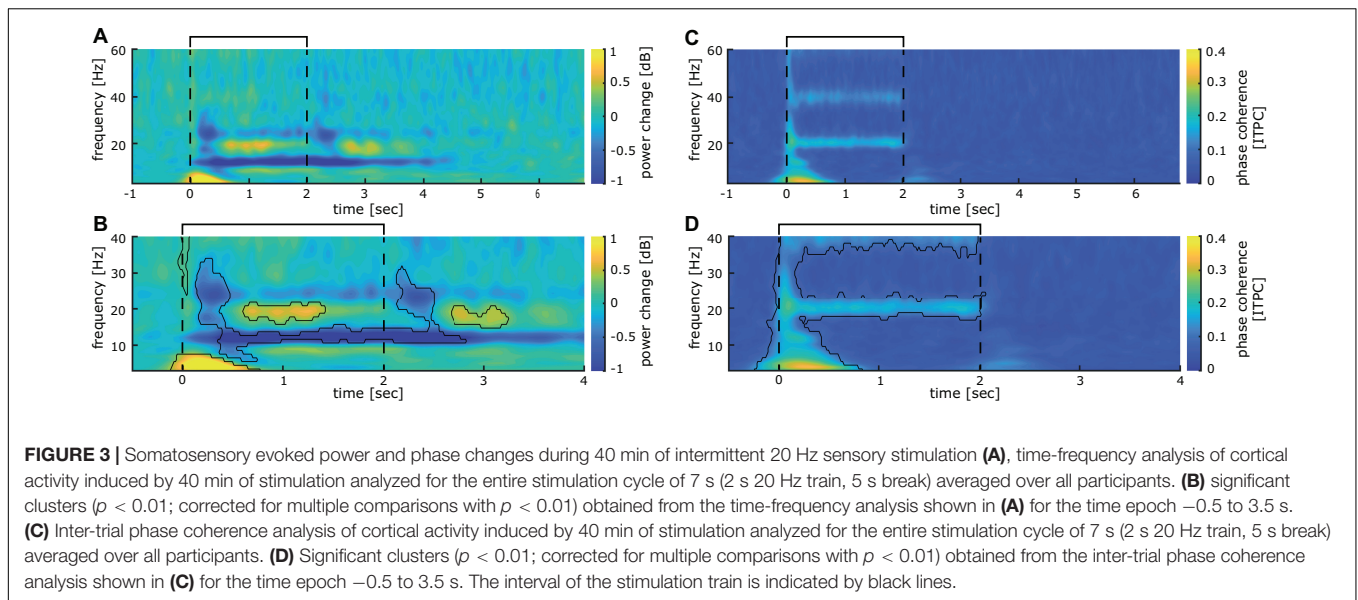 A
60
40
20
frequency [Hz]
-1 0 1 2 3 4 5 6
time [sec]
1
0.5
0
-0.5
-1
power change [dB]
C
60
40
20
frequency [Hz]
-1 0 1 2 3 4 5 6
time [sec]
0.4
0.3
0.2
0.1
0
phase coherence
[ITPC]
B
40
30
20
10
frequency [Hz]
0 1 2 3 4
time [sec]
1
0.5
0
-0.5
-1
power change [dB]
D
40
30
20
10
frequency [Hz]
0 1 2 3 4
time [sec]
0.4
0.3
0.2
0.1
0
phase coherence
[ITPC]
FIGURE 3 | Somatosensory evoked power and phase changes during 40 min of intermittent 20 Hz sensory stimulation (A), time-frequency analysis of cortical
activity induced by 40 min of stimulation analyzed for the entire stimulation cycle of 7 s (2 s 20 Hz train, 5 s break) averaged over all participants. (B) significant
clusters (p < 0.01; corrected for multiple comparisons with p < 0.01) obtained from the time-frequency analysis shown in (A) for the time epoch −0.5 to 3.5 s.
(C) Inter-trial phase coherence analysis of cortical activity induced by 40 min of stimulation analyzed for the entire stimulation cycle of 7 s (2 s 20 Hz train, 5 s break)
averaged over all participants. (D) Significant clusters (p < 0.01; corrected for multiple comparisons with p < 0.01) obtained from the inter-trial phase coherence
analysis shown in (C) for the time epoch −0.5 to 3.5 s. The interval of the stimulation train is indicated by black lines.